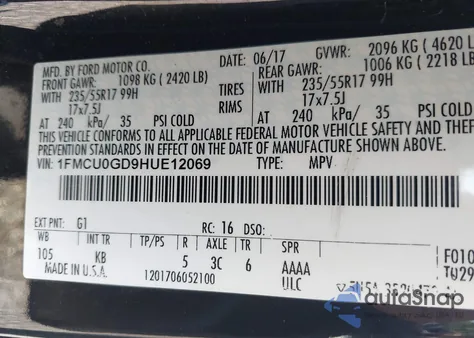 MFD. BY FORD MOTOR CO.
DATE: 06/17 GVWR: 2096 KG ( 4620
FRONT GAWR: 1098 KG ( 2420 LB) REAR GAWR: 1006 KG ( 2218 LB)
WITH 235/55R17 99H TIRES WITH 235/55R17 99H
17x7.5J RIMS 17x7.5J
AT 240 kPa/ 35 PSI COLD AT 240 kPa/ 35 PSI COLD
THIS VEHICLE CONFORMS TO ALL APPLICABLE FEDERAL MOTOR VEHICLE SAFETY AND BUMPER, AND THEFT
PREVENTION STANDARDS IN EFFECT ON THE DATE OF MANUFACTURE SHOWN ABOVE.
VIN: 1FMCU0GD9HUE12069 TYPE: MPV
EXT PNT: G1 RC: 16 DSO:
WB INT TR TP/PS R AXLE TR SPR
105 KB 5 3C 6 AAAA
MADE IN U.S.A. 1201706052100 ULC
autoSnap